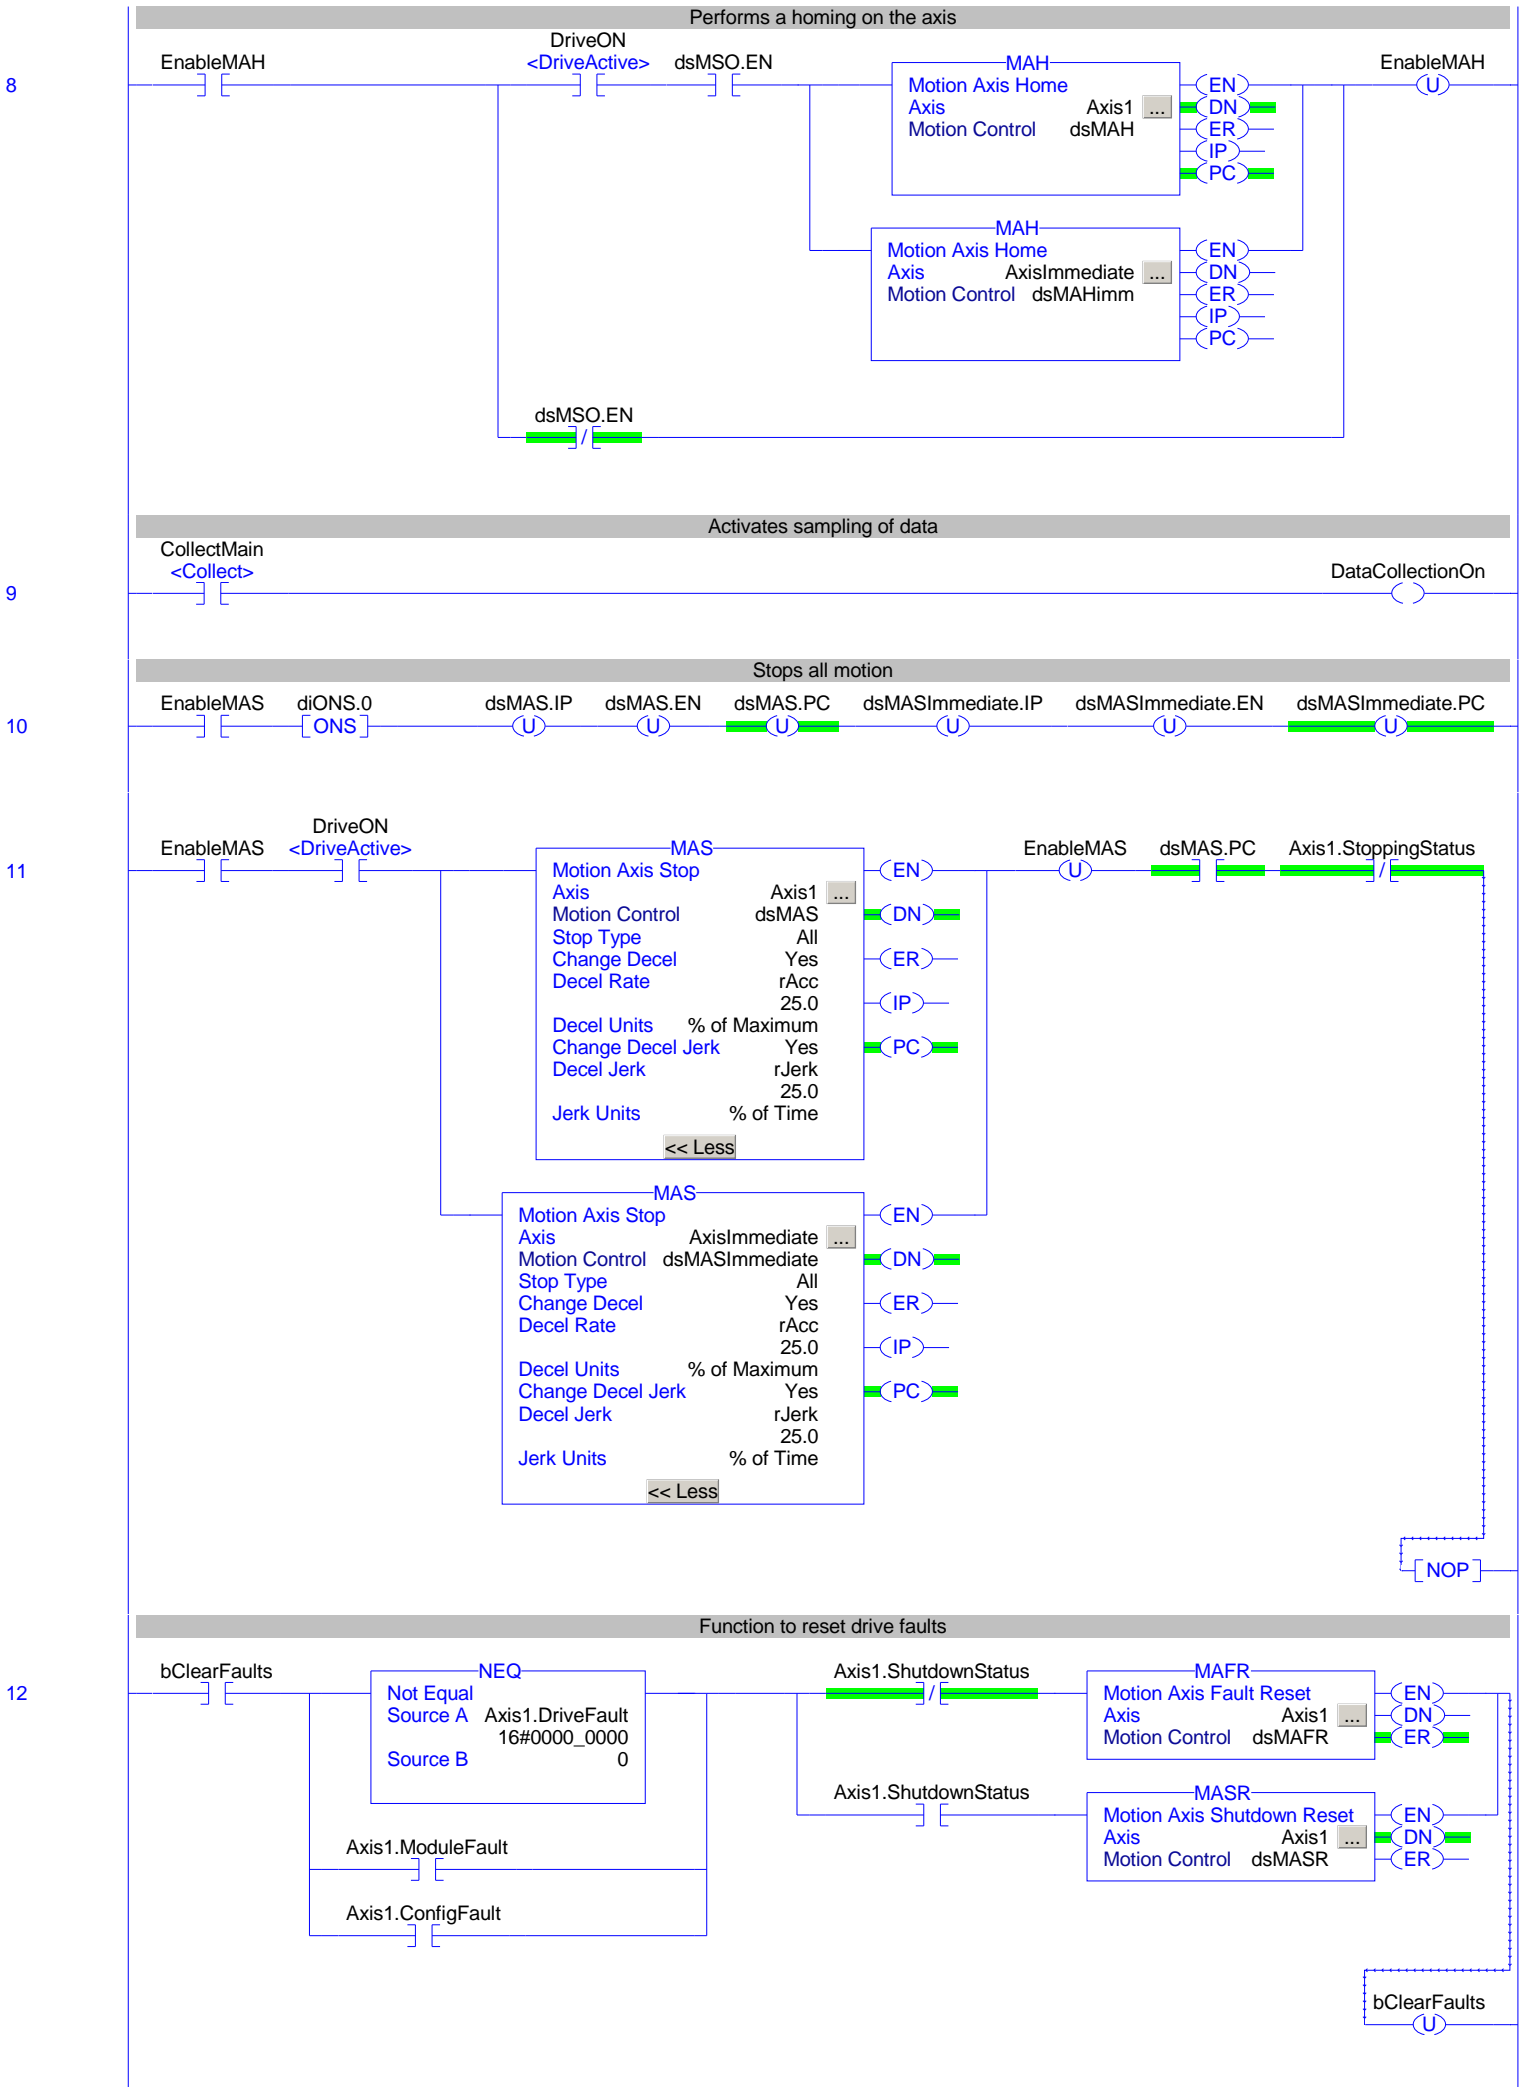 Performs a homing on the axis
8
EnableMAH
DriveON
<DriveActive>
dsMSO.EN
MAH
Motion Axis Home
Axis Axis1 ...
Motion Control dsMAH
EN
DN
ER
IP
PC
EnableMAH
U
MAH
Motion Axis Home
Axis AxisImmediate ...
Motion Control dsMAHimm
EN
DN
ER
IP
PC
dsMSO.EN
/
Activates sampling of data
9
CollectMain
<Collect>
DataCollectionOn
Stops all motion
10
EnableMAS
diONS.0
ONS
dsMAS.IP
U
dsMAS.EN
U
dsMAS.PC
U
dsMASImmediate.IP
U
dsMASImmediate.EN
U
dsMASImmediate.PC
U
11
EnableMAS
DriveON
<DriveActive>
MAS
Motion Axis Stop
Axis Axis1 ...
Motion Control dsMAS
Stop Type All
Change Decel Yes
Decel Rate rAcc
25.0
Decel Units % of Maximum
Change Decel Jerk Yes
Decel Jerk rJerk
25.0
Jerk Units % of Time
<< Less
EN
DN
ER
IP
PC
EnableMAS
U
dsMAS.PC
Axis1.StoppingStatus
/
MAS
Motion Axis Stop
Axis AxisImmediate ...
Motion Control dsMASImmediate
Stop Type All
Change Decel Yes
Decel Rate rAcc
25.0
Decel Units % of Maximum
Change Decel Jerk Yes
Decel Jerk rJerk
25.0
Jerk Units % of Time
<< Less
EN
DN
ER
IP
PC
NOP
Function to reset drive faults
12
bClearFaults
NEQ
Not Equal
Source A Axis1.DriveFault
16#0000_0000
Source B 0
Axis1.ModuleFault
Axis1.ConfigFault
Axis1.ShutdownStatus
/
MAFR
Motion Axis Fault Reset
Axis Axis1 ...
Motion Control dsMAFR
EN
DN
ER
Axis1.ShutdownStatus
MASR
Motion Axis Shutdown Reset
Axis Axis1 ...
Motion Control dsMASR
EN
DN
ER
bClearFaults
U